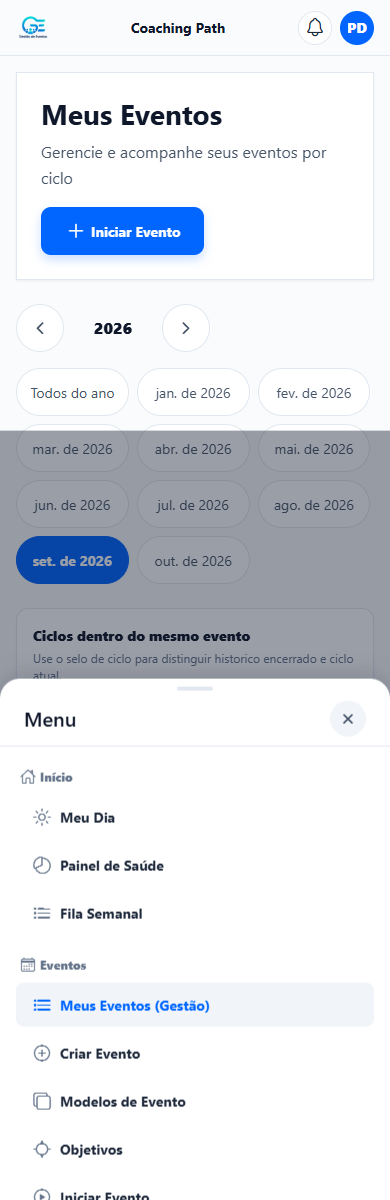 GE
Gestão de Eventos
Coaching Path
PD
Meus Eventos
Gerencie e acompanhe seus eventos por
ciclo
Iniciar Evento
2026
Todos do ano
jan. de 2026
fev. de 2026
mar. de 2026
abr. de 2026
mai. de 2026
jun. de 2026
jul. de 2026
ago. de 2026
set. de 2026
out. de 2026
Ciclos dentro do mesmo evento
Use o selo de ciclo para distinguir historico encerrado e ciclo
atual.
Menu
Início
Meu Dia
Painel de Saúde
Fila Semanal
Eventos
Meus Eventos (Gestão)
Criar Evento
Modelos de Evento
Objetivos
Iniciar Evento